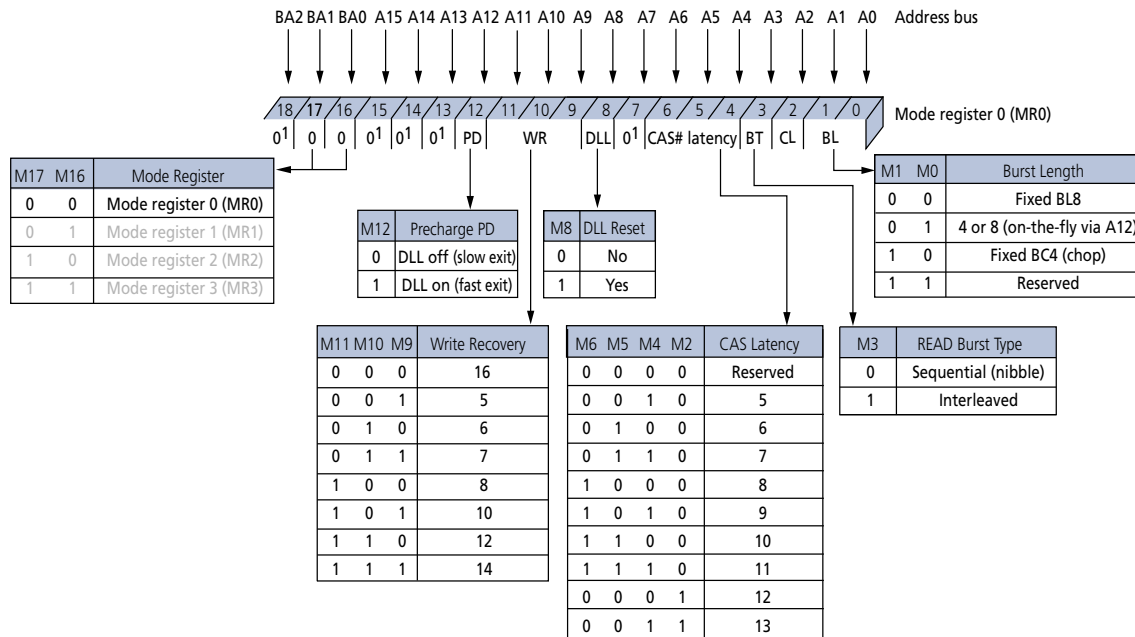 BA2 BA1 BA0 A15 A14 A13 A12 A11 A10 A9 A8 A7 A6 A5 A4 A3 A2 A1 A0 Address bus
18 17 16 15 14 13 12 11 10 9 8 7 6 5 4 3 2 1 0 Mode register 0 (MR0)
0¹ 0 0 0¹ 0¹ 0¹ PD WR DLL 0¹ CAS# latency BT CL BL
M17 M16 Mode Register
0 0 Mode register 0 (MR0)
0 1 Mode register 1 (MR1)
1 0 Mode register 2 (MR2)
1 1 Mode register 3 (MR3)
M12 Precharge PD
0 DLL off (slow exit)
1 DLL on (fast exit)
M8 DLL Reset
0 No
1 Yes
M1 M0 Burst Length
0 0 Fixed BL8
0 1 4 or 8 (on-the-fly via A12)
1 0 Fixed BC4 (chop)
1 1 Reserved
M11 M10 M9 Write Recovery
0 0 0 16
0 0 1 5
0 1 0 6
0 1 1 7
1 0 0 8
1 0 1 10
1 1 0 12
1 1 1 14
M6 M5 M4 M2 CAS Latency
0 0 0 0 Reserved
0 0 1 0 5
0 1 0 0 6
0 1 1 0 7
1 0 0 0 8
1 0 1 0 9
1 1 0 0 10
1 1 1 0 11
0 0 0 1 12
0 0 1 1 13
M3 READ Burst Type
0 Sequential (nibble)
1 Interleaved